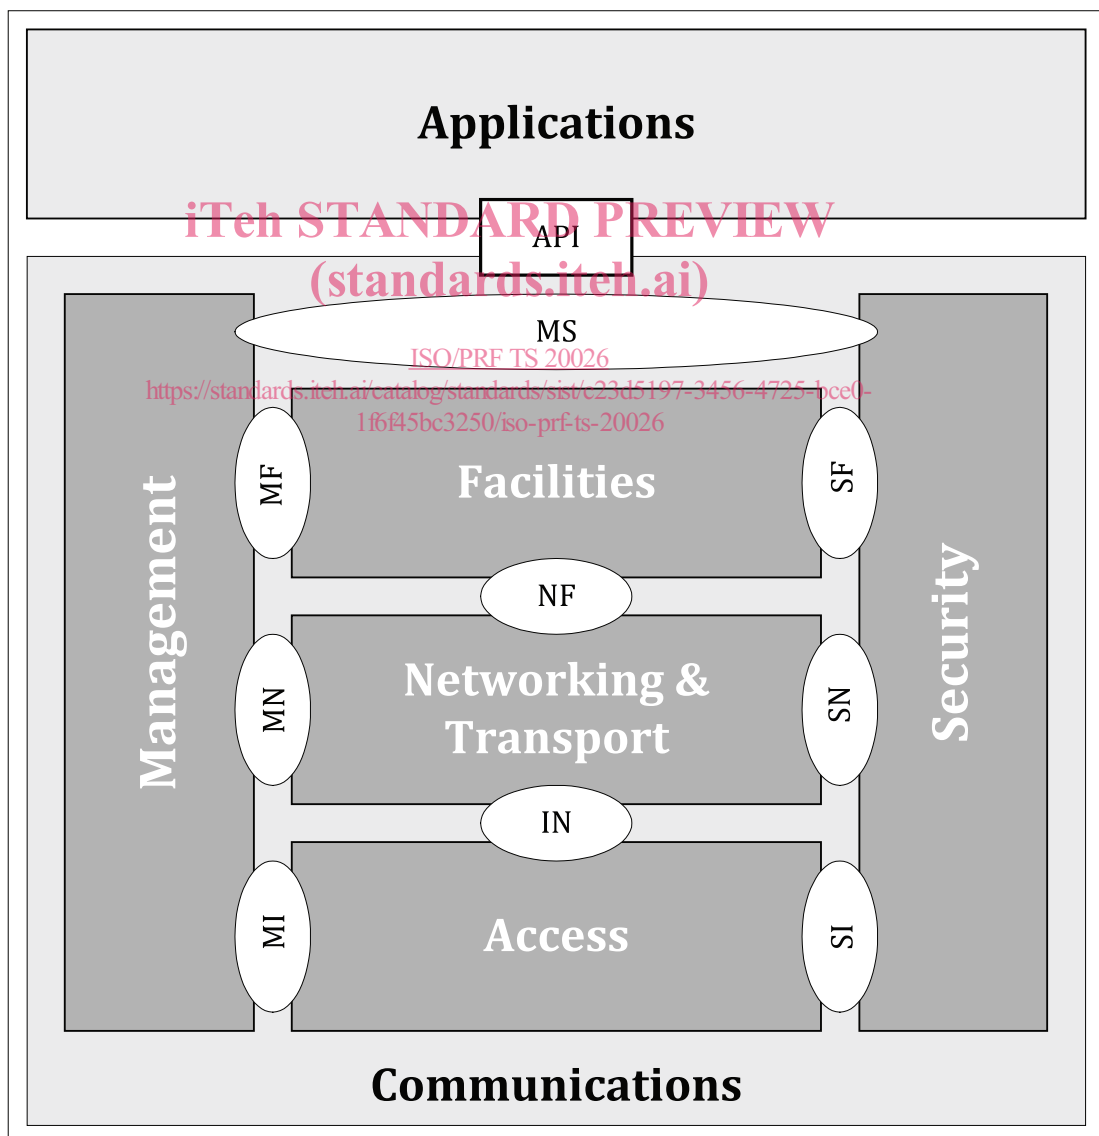 Applications
iTeh STANDARD PREVIEW
API
(standards.iteh.ai)
MS
ISO/PRF TS 20026
https://standards.iteh.ai/catalog/standards/sist/c23d5197-3456-4725-bce0-
1f6f45bc3250/iso-prf-ts-20026
MF
Facilities
SF
Management
NF
Security
MN
Networking &
Transport
SN
IN
MI
Access
SI
Communications